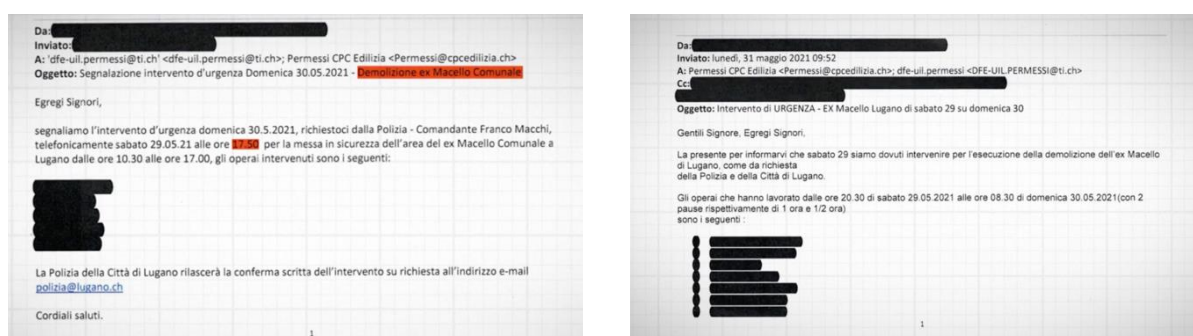 Da:
Inviato:
A: 'dfe-uil.permessi@ti.ch' <dfe-uil.permessi@ti.ch>; Permessi CPC Edilizia <Permessi@cpcedilizia.ch>
Oggetto: Segnalazione intervento d'urgenza Domenica 30.05.2021 - Demolizione ex Macello Comunale
Egregi Signori,
segnaliamo l'intervento d'urgenza domenica 30.5.2021, richiestoci dalla Polizia - Comandante Franco Macchi,
telefonicamente sabato 29.05.21 alle ore 17.50 per la messa in sicurezza dell'area del ex Macello Comunale a
Lugano dalle ore 10.30 alle ore 17.00, gli operai intervenuti sono i seguenti:
La Polizia della Città di Lugano rilascerà la conferma scritta dell'intervento su richiesta all'indirizzo e-mail
polizia@lugano.ch
Cordiali saluti.
1
Da:
Inviato: lunedì, 31 maggio 2021 09:52
A: Permessi CPC Edilizia <Permessi@cpcedilizia.ch>; dfe-uil.permessi <DFE-UIL.PERMESSI@ti.ch>
Cc:
Oggetto: Intervento di URGENZA - EX Macello Lugano di sabato 29 su domenica 30
Gentili Signore, Egregi Signori,
La presente per informarvi che sabato 29 siamo dovuti intervenire per l'esecuzione della demolizione dell'ex Macello
di Lugano, come da richiesta
della Polizia e della Città di Lugano.
Gli operai che hanno lavorato dalle ore 20.30 di sabato 29.05.2021 alle ore 08.30 di domenica 30.05.2021(con 2
pause rispettivamente di 1 ora e 1/2 ora)
sono i seguenti :
1